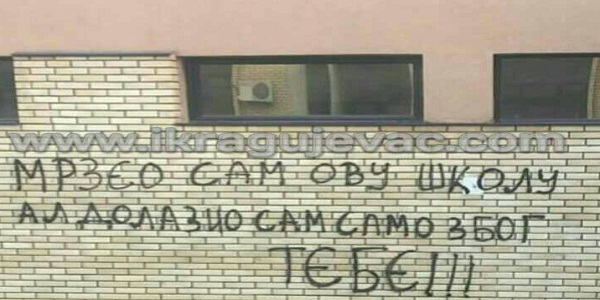 www.ikragujevac.com
МРЗЕО САМ ОВУ ШКОЛУ
АЛ ДОЛАЗИО САМ САМО ЗБОГ
ТЕБЕ!!!